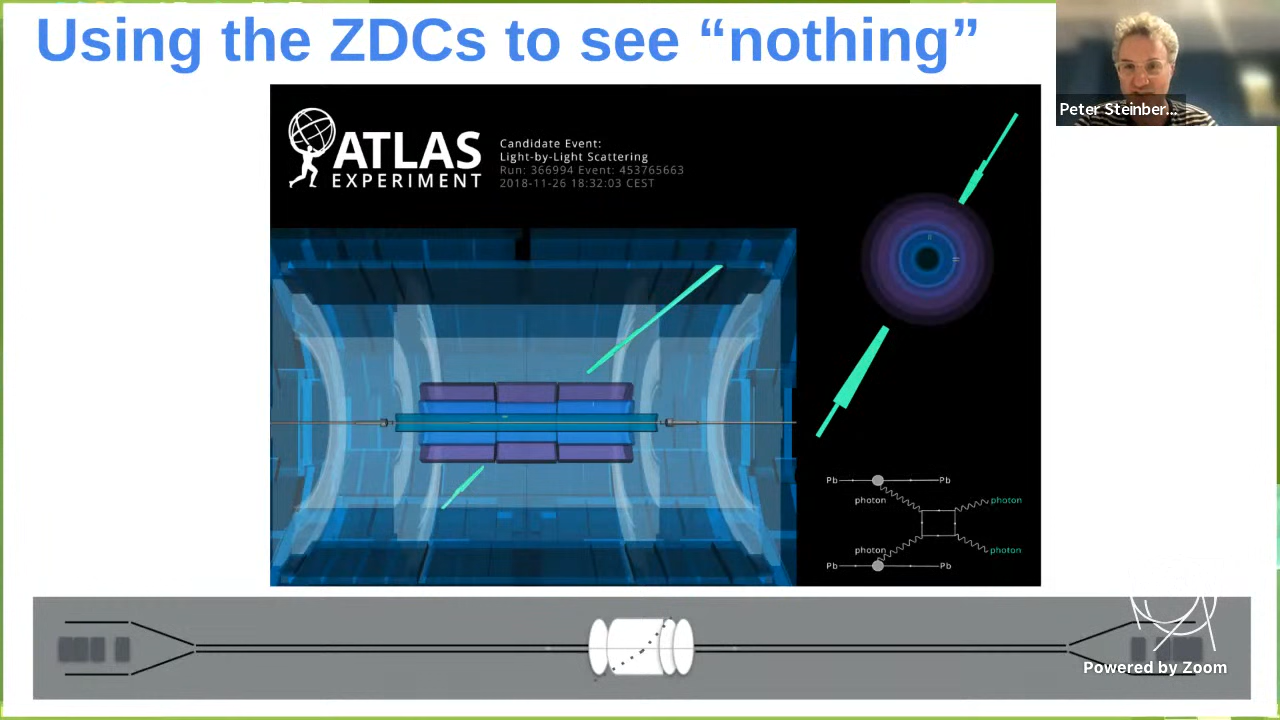 Using the ZDCs to see “nothing”
Peter Steinber...
ATLAS
EXPERIMENT
Candidate Event:
Light-by-Light Scattering
Run: 366994 Event: 453765663
2018-11-26 18:32:03 CEST
Pb
Pb
photon
photon
photon
photon
Pb
Pb
Powered by Zoom